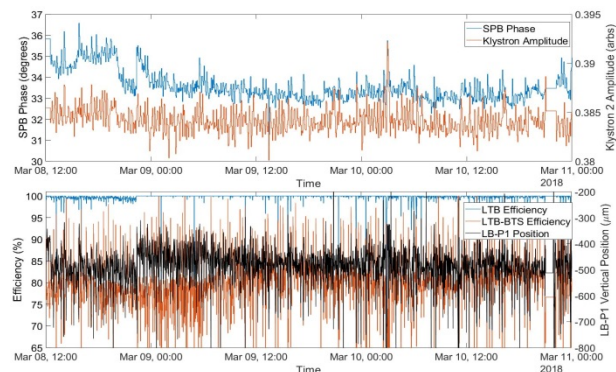 37
36
35
34
33
32
31
30
SPB Phase (degrees)
SPB Phase
Klystron Amplitude
0.395
0.39
0.385
0.38
Klystron 2 Amplitude (arbs)
Mar 08, 12:00
Mar 09, 00:00
Mar 09, 12:00
Mar 10, 00:00
Mar 10, 12:00
Mar 11, 00:00
Time
2018
100
95
90
85
80
75
70
65
Efficiency (%)
LTB Efficiency
LTB-BTS Efficiency
LB-P1 Position
-200
-300
-400
-500
-600
-700
-800
LB-P1 Vertical Position (μm)
Mar 08, 12:00
Mar 09, 00:00
Mar 09, 12:00
Mar 10, 00:00
Mar 10, 12:00
Mar 11, 00:00
Time
2018